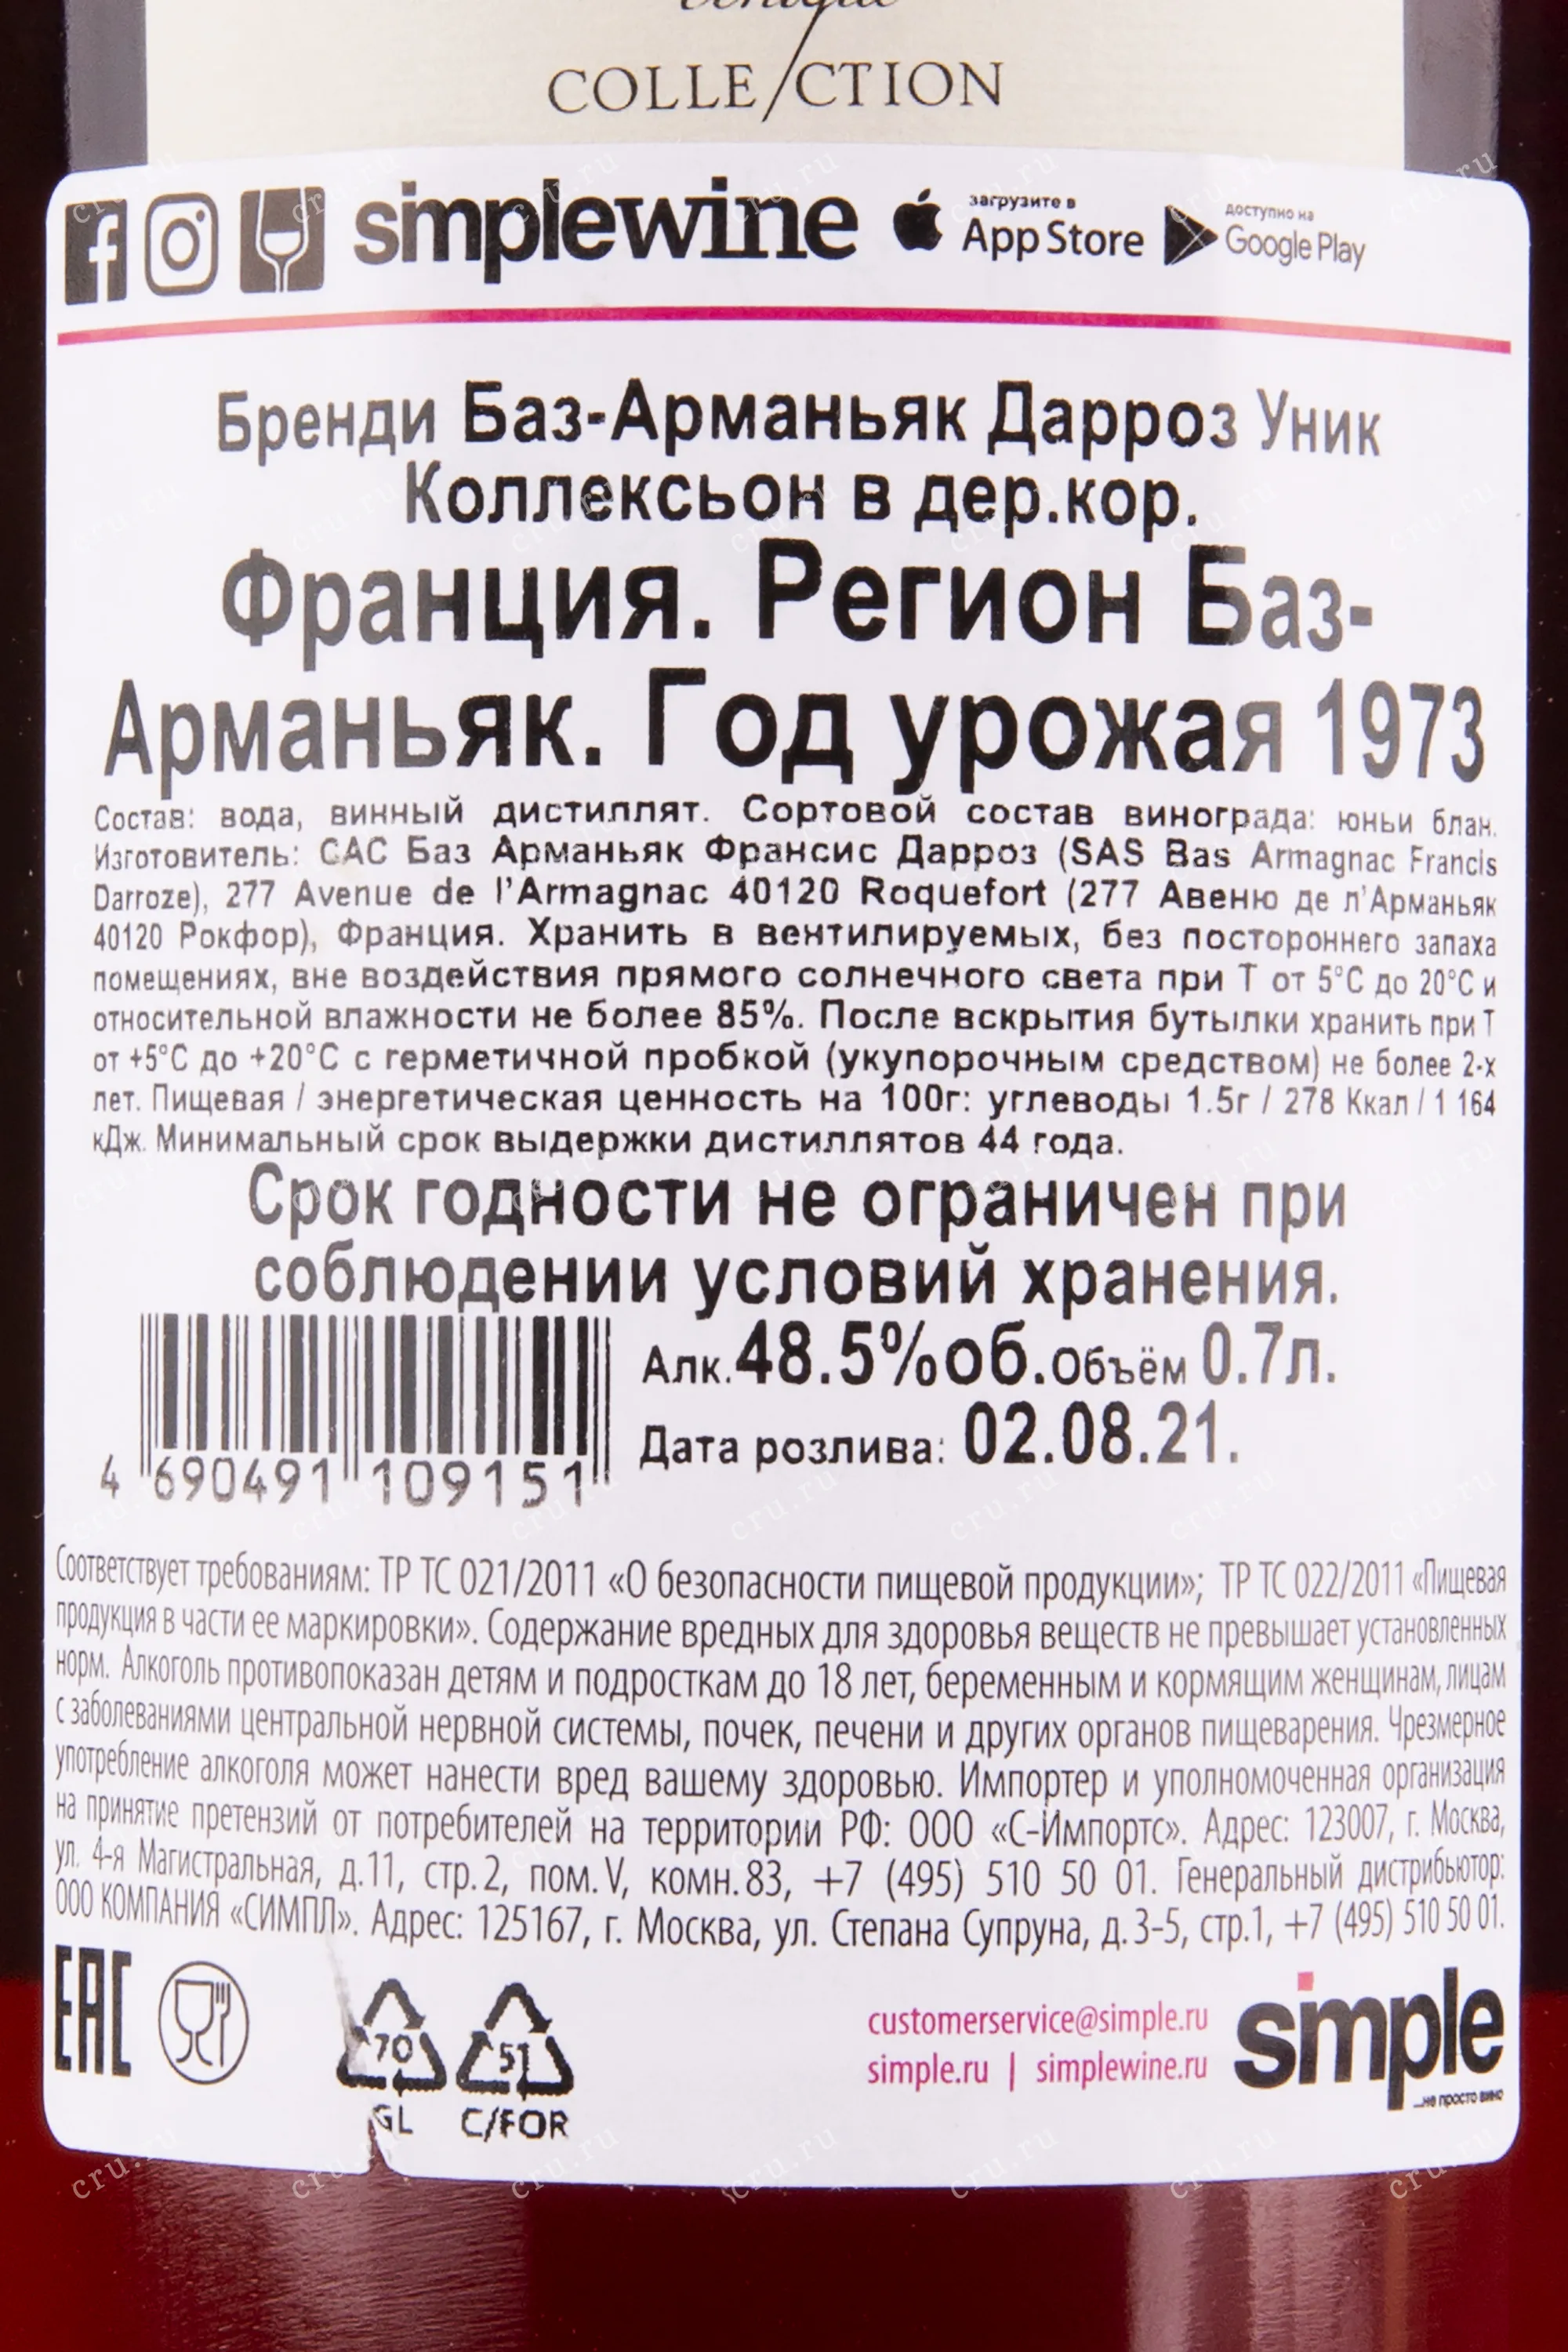 COLLECTION
simplewine загрузите в App Store доступно на Google Play
Бренди Баз-Арманьяк Дарроз Уник
Коллексьон в дер.кор.
Франция. Регион Баз-
Арманьяк. Год урожая 1973
Состав: вода, винный дистиллят. Сортовой состав винограда: юньи блан.
Изготовитель: САС Баз Арманьяк Франсис Дарроз (SAS Bas Armagnac Francis
Darroze), 277 Avenue de l'Armagnac 40120 Roquefort (277 Авеню де л'Арманьяк
40120 Рокфор), Франция. Хранить в вентилируемых, без постороннего запаха
помещениях, вне воздействия прямого солнечного света при Т от 5°С до 20°С и
относительной влажности не более 85%. После вскрытия бутылки хранить при Т
от +5°С до +20°С с герметичной пробкой (укупорочным средством) не более 2-х
лет. Пищевая / энергетическая ценность на 100г: углеводы 1.5г / 278 Ккал / 1 164
кДж. Минимальный срок выдержки дистиллятов 44 года.
Срок годности не ограничен при
соблюдении условий хранения.
Алк.48.5%об.Объём 0.7л.
Дата розлива: 02.08.21.
4 690491 109151
Соответствует требованиям: ТР ТС 021/2011 «О безопасности пищевой продукции»; ТР ТС 022/2011 «Пищевая
продукция в части ее маркировки». Содержание вредных для здоровья веществ не превышает установленных
норм. Алкоголь противопоказан детям и подросткам до 18 лет, беременным и кормящим женщинам, лицам
с заболеваниями центральной нервной системы, почек, печени и других органов пищеварения. Чрезмерное
употребление алкоголя может нанести вред вашему здоровью. Импортер и уполномоченная организация
на принятие претензий от потребителей на территории РФ: ООО «С-Импортс». Адрес: 123007, г. Москва,
ул. 4-я Магистральная, д.11, стр.2, пом.V, комн.83, +7 (495) 510 50 01. Генеральный дистрибьютор:
ООО КОМПАНИЯ «СИМПЛ». Адрес: 125167, г. Москва, ул. Степана Супруна, д.3-5, стр.1, +7 (495) 510 50 01.
EAC
70 51
GL C/FOR
customerservice@simple.ru
simple.ru | simplewine.ru
simple
...не просто вино
cru.ru